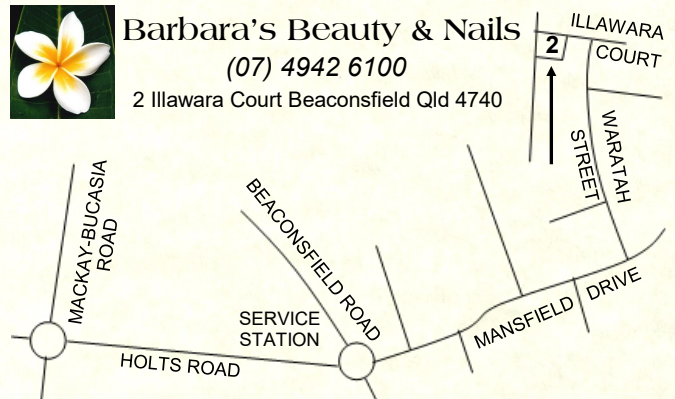 Barbara's Beauty & Nails
(07) 4942 6100
2 Illawara Court Beaconsfield Qld 4740
ILLAWARA
COURT
2
WARATAH
STREET
MACKAY-BUCASIA
ROAD
BEACONSFIELD ROAD
SERVICE
STATION
HOLTS ROAD
MANSFIELD DRIVE